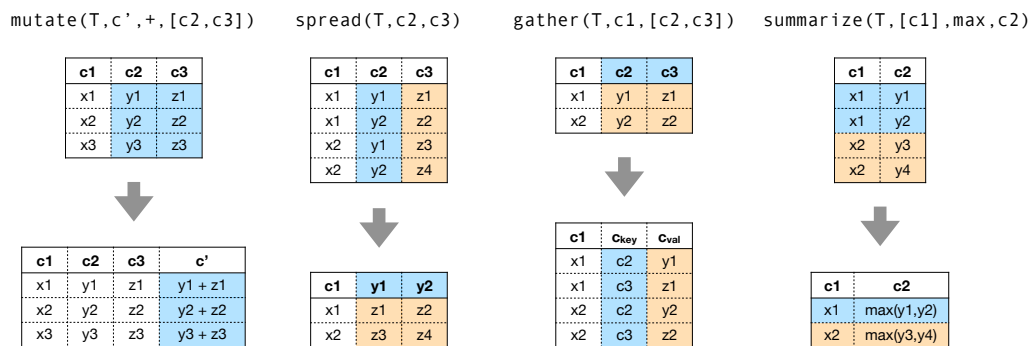 mutate(T,c’,+,[c2,c3])
c1 c2 c3
x1 y1 z1
x2 y2 z2
x3 y3 z3
c1 c2 c3 c’
x1 y1 z1 y1 + z1
x2 y2 z2 y2 + z2
x3 y3 z3 y3 + z3
spread(T,c2,c3)
c1 c2 c3
x1 y1 z1
x1 y2 z2
x2 y1 z3
x2 y2 z4
c1 y1 y2
x1 z1 z2
x2 z3 z4
gather(T,c1,[c2,c3])
c1 c2 c3
x1 y1 z1
x2 y2 z2
c1 ckey cval
x1 c2 y1
x1 c3 z1
x2 c2 y2
x2 c3 z2
summarize(T,[c1],max,c2)
c1 c2
x1 y1
x1 y2
x2 y3
x2 y4
c1 c2
x1 max(y1,y2)
x2 max(y3,y4)